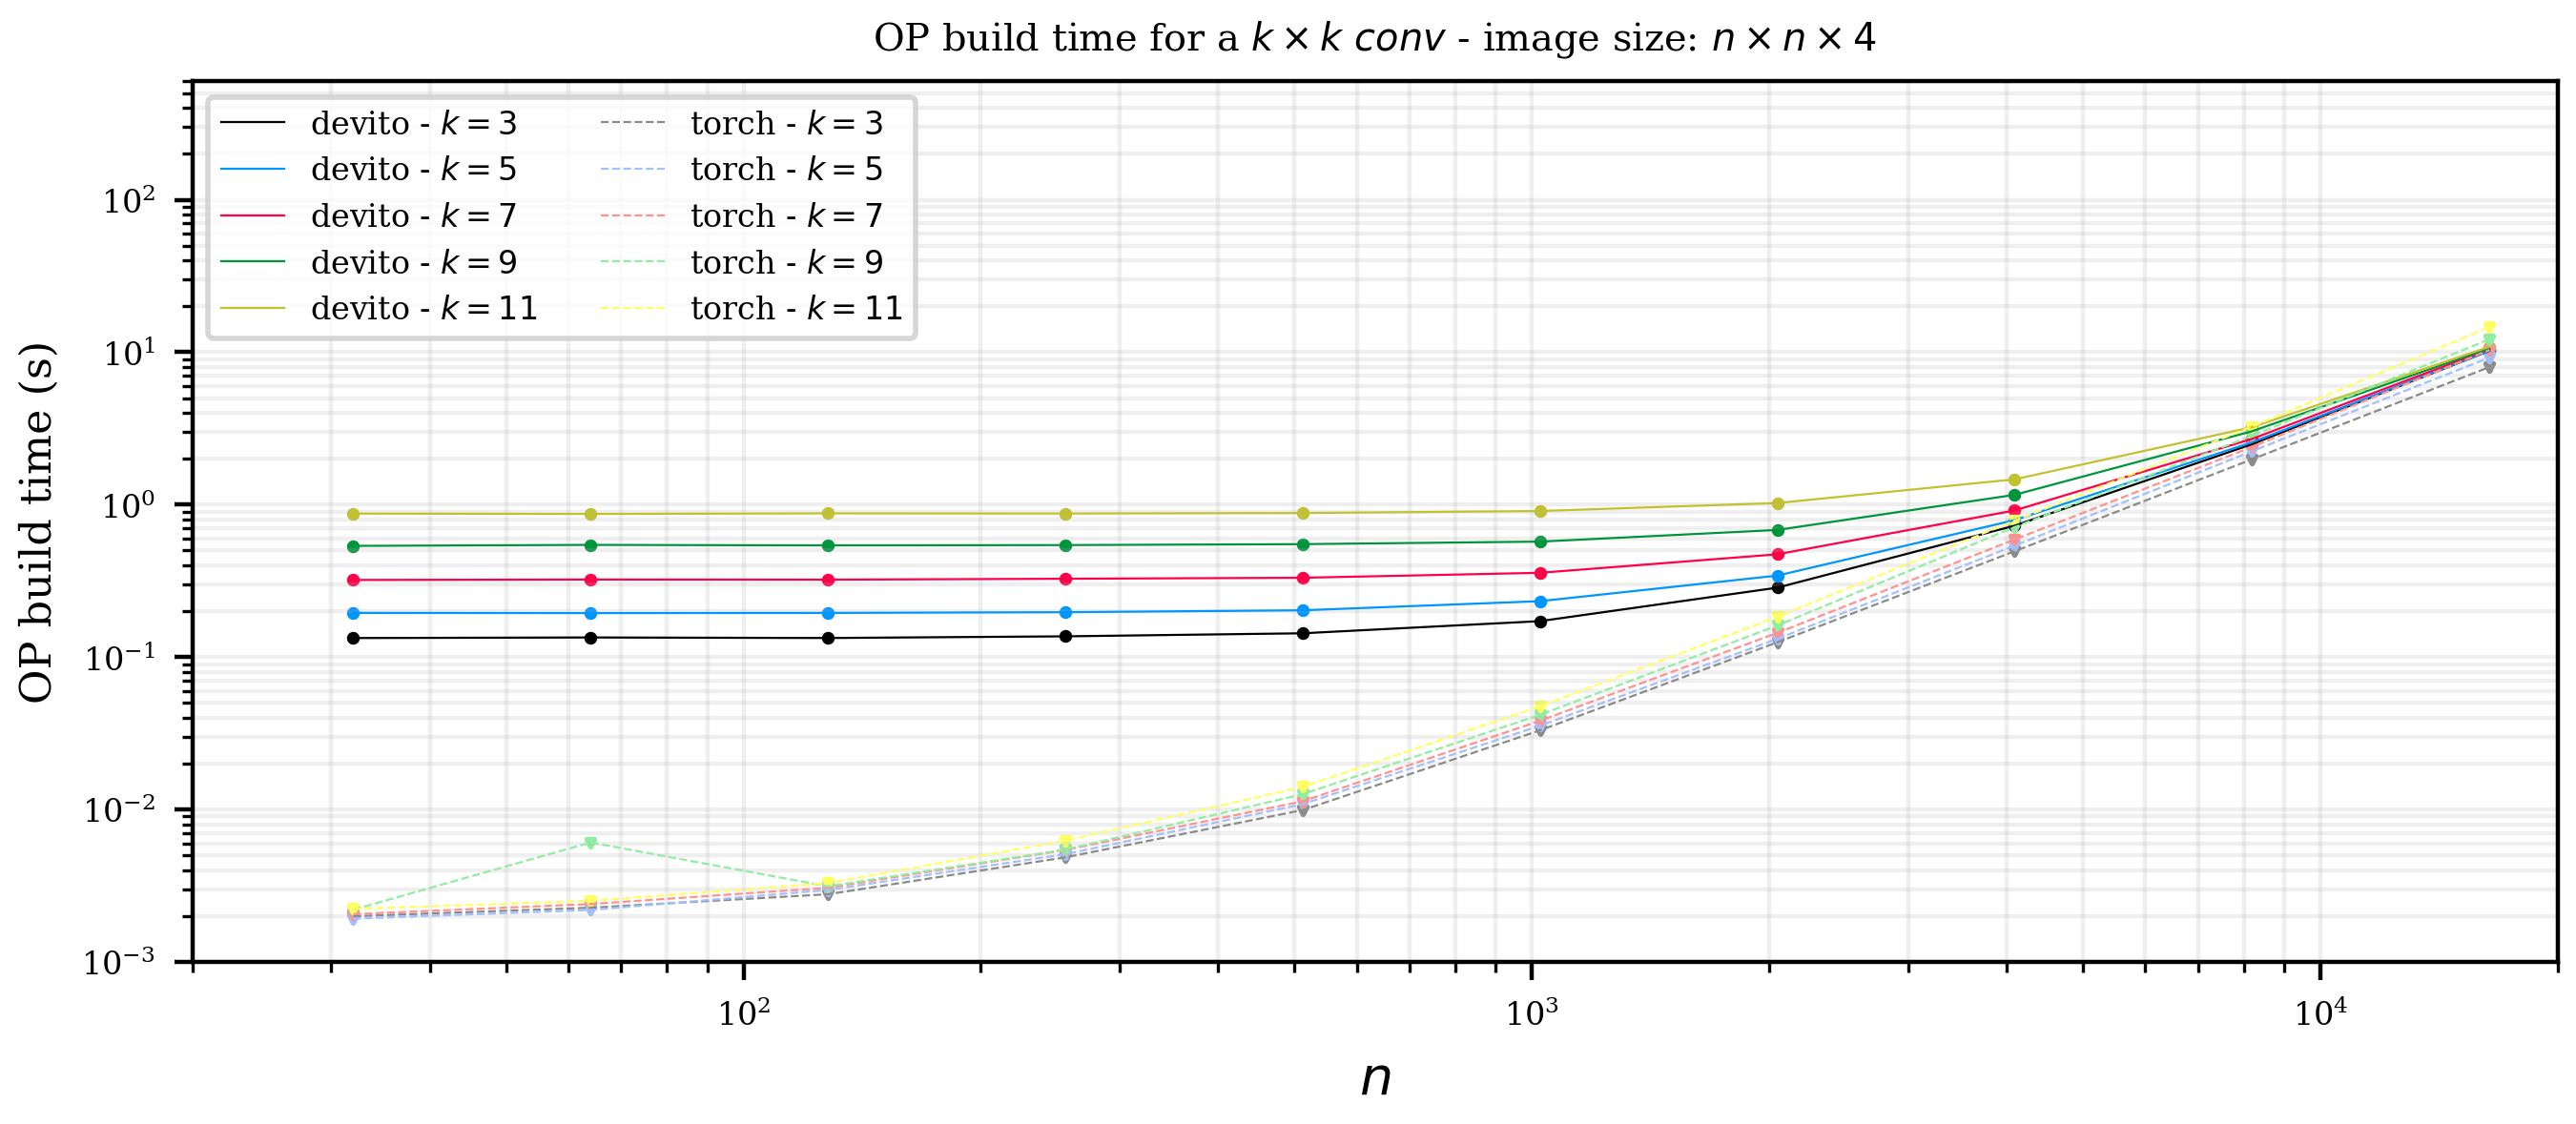 OP build time for a k × k conv - image size: n × n × 4
devito - k = 3
devito - k = 5
devito - k = 7
devito - k = 9
devito - k = 11
torch - k = 3
torch - k = 5
torch - k = 7
torch - k = 9
torch - k = 11
OP build time (s)
10²
10¹
10⁰
10⁻¹
10⁻²
10⁻³
10²
10³
10⁴
n